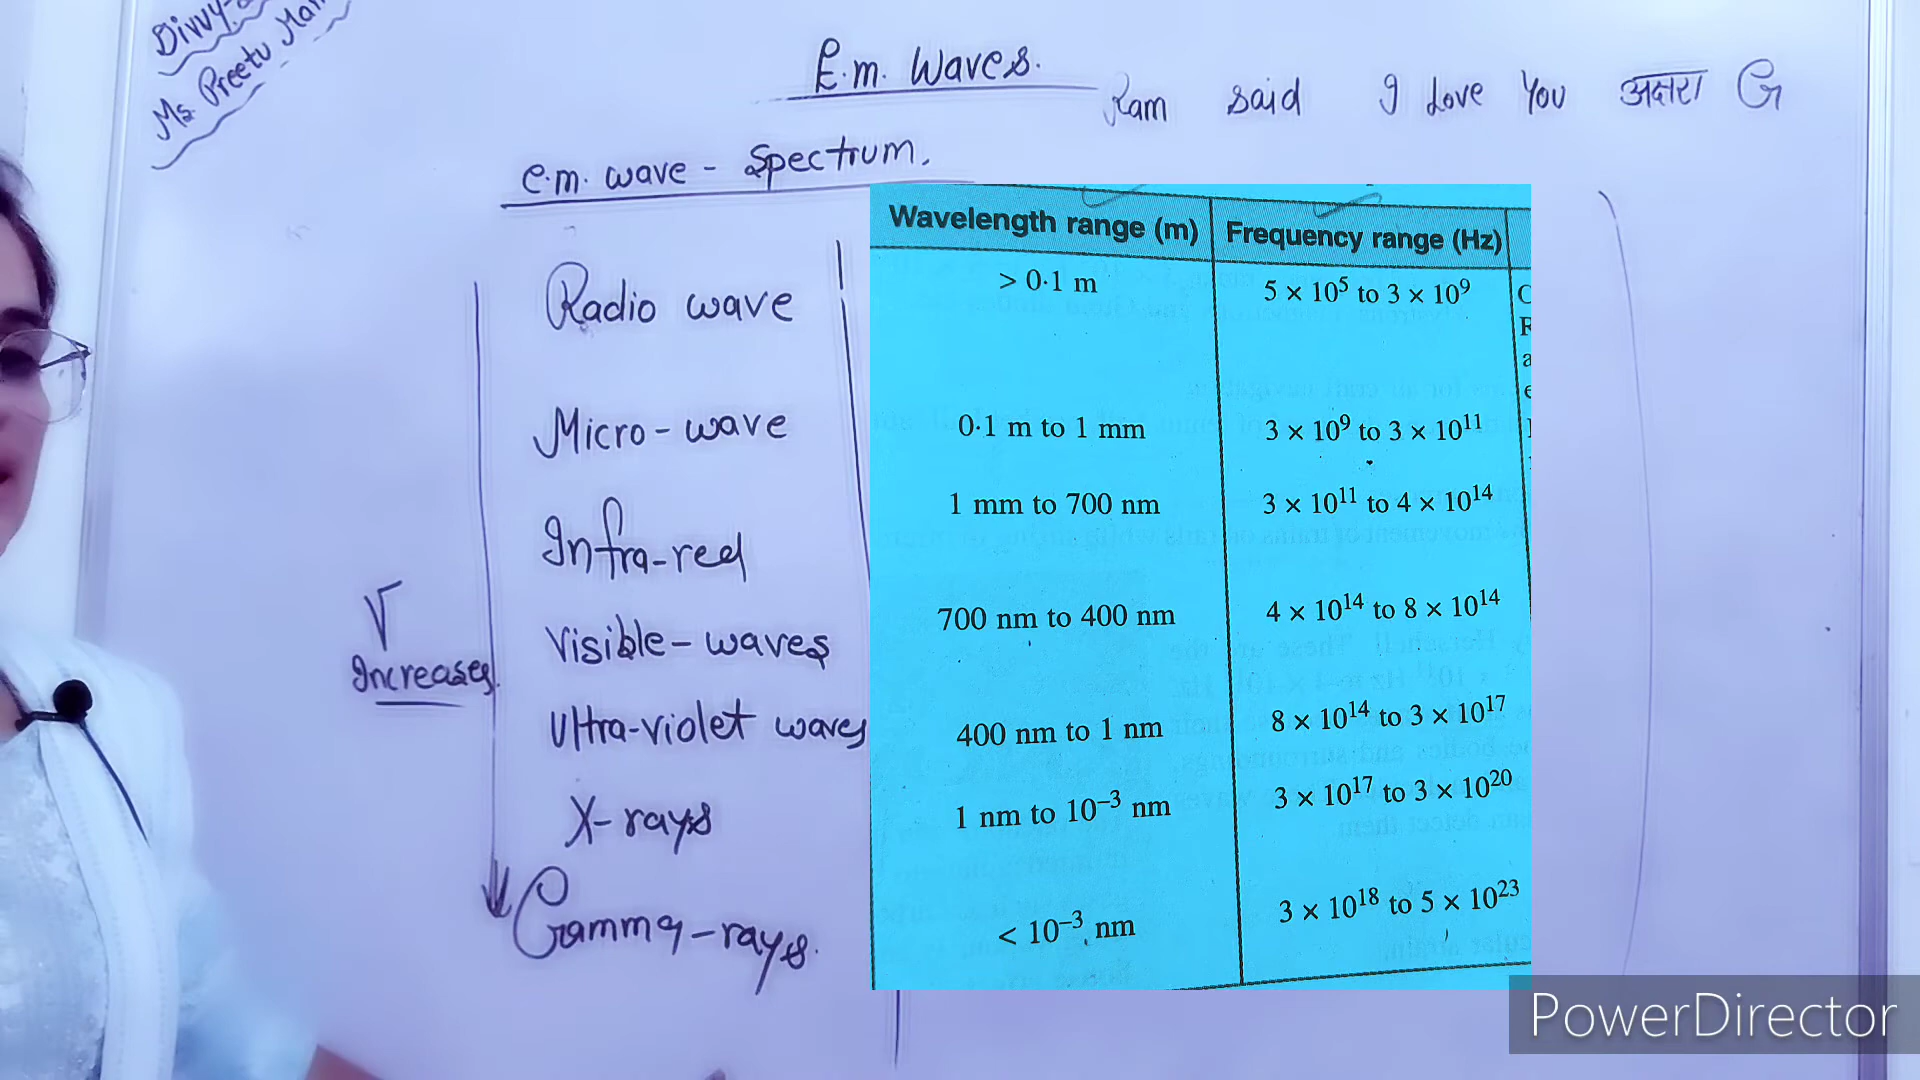 Ms. Preetu
E.m. Waves.
Ram said I Love You अक्षरा G
e.m. wave - Spectrum.
Wavelength range (m) Frequency range (Hz)
Radio wave > 0·1 m 5 × 10⁵ to 3 × 10⁹
Micro-wave 0·1 m to 1 mm 3 × 10⁹ to 3 × 10¹¹
Infra-red 1 mm to 700 nm 3 × 10¹¹ to 4 × 10¹⁴
Visible-waves 700 nm to 400 nm 4 × 10¹⁴ to 8 × 10¹⁴
Increases.
Ultra-violet waves 400 nm to 1 nm 8 × 10¹⁴ to 3 × 10¹⁷
X-rays 1 nm to 10⁻³ nm 3 × 10¹⁷ to 3 × 10²⁰
Gamma-rays. < 10⁻³ nm 3 × 10¹⁸ to 5 × 10²³
PowerDirector